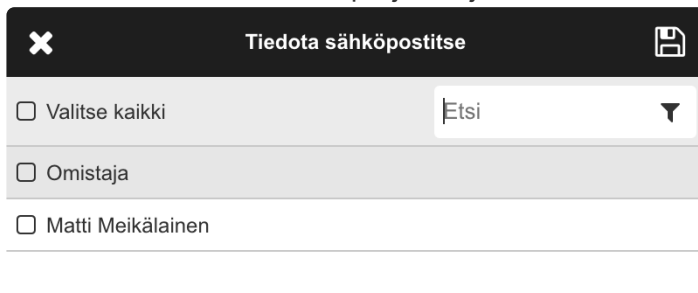 Tiedota sähköpostitse
Valitse kaikki
Etsi
Omistaja
Matti Meikäläinen